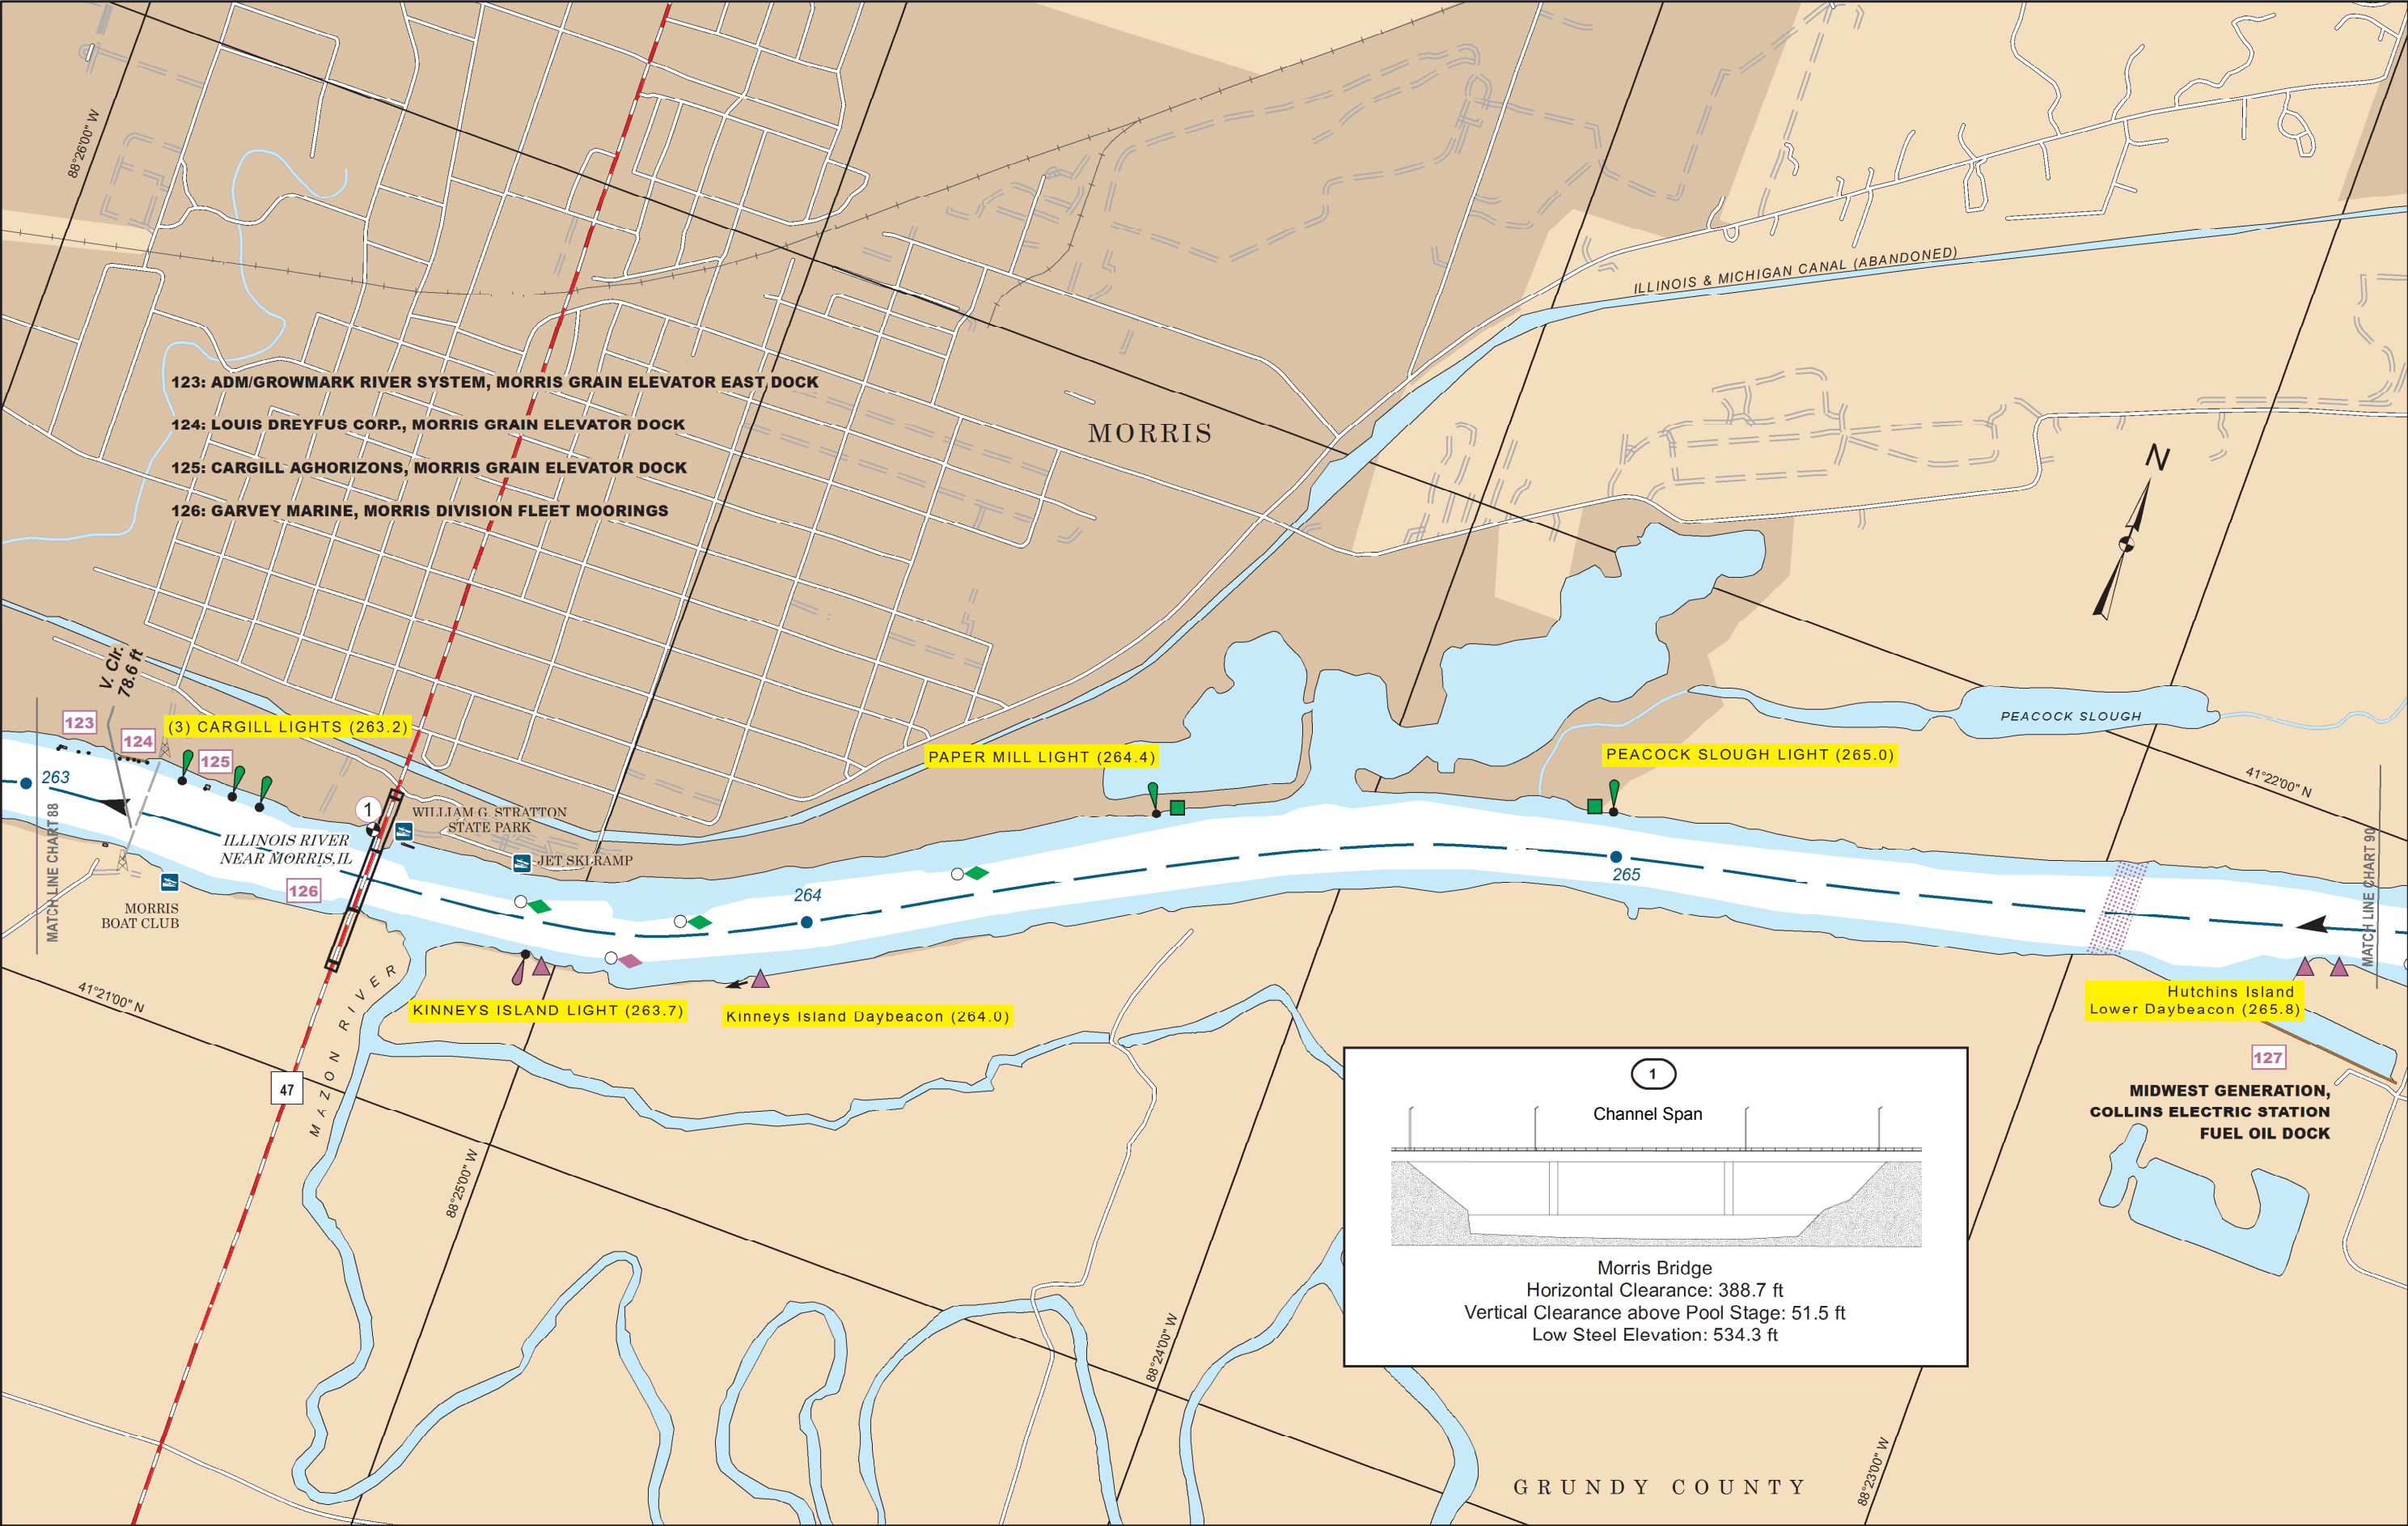 88°26'00" W
ILLINOIS & MICHIGAN CANAL (ABANDONED)
123: ADM/GROWMARK RIVER SYSTEM, MORRIS GRAIN ELEVATOR EAST DOCK
124: LOUIS DREYFUS CORP., MORRIS GRAIN ELEVATOR DOCK
125: CARGILL AGHORIZONS, MORRIS GRAIN ELEVATOR DOCK
126: GARVEY MARINE, MORRIS DIVISION FLEET MOORINGS
MORRIS
N
V. Clr.
78.6 ft
123
124
(3) CARGILL LIGHTS (263.2)
125
PAPER MILL LIGHT (264.4)
PEACOCK SLOUGH LIGHT (265.0)
PEACOCK SLOUGH
41°22'00" N
263
MATCH LINE CHART 88
1
WILLIAM G. STRATTON
STATE PARK
JET SKI RAMP
ILLINOIS RIVER
NEAR MORRIS,IL
126
MORRIS
BOAT CLUB
264
265
MATCH LINE CHART 90
41°21'00" N
MAZON RIVER
KINNEYS ISLAND LIGHT (263.7)
Kinneys Island Daybeacon (264.0)
Hutchins Island
Lower Daybeacon (265.8)
127
MIDWEST GENERATION,
COLLINS ELECTRIC STATION
FUEL OIL DOCK
47
88°25'00" W
1
Channel Span
Morris Bridge
Horizontal Clearance: 388.7 ft
Vertical Clearance above Pool Stage: 51.5 ft
Low Steel Elevation: 534.3 ft
88°24'00" W
88°23'00" W
GRUNDY COUNTY